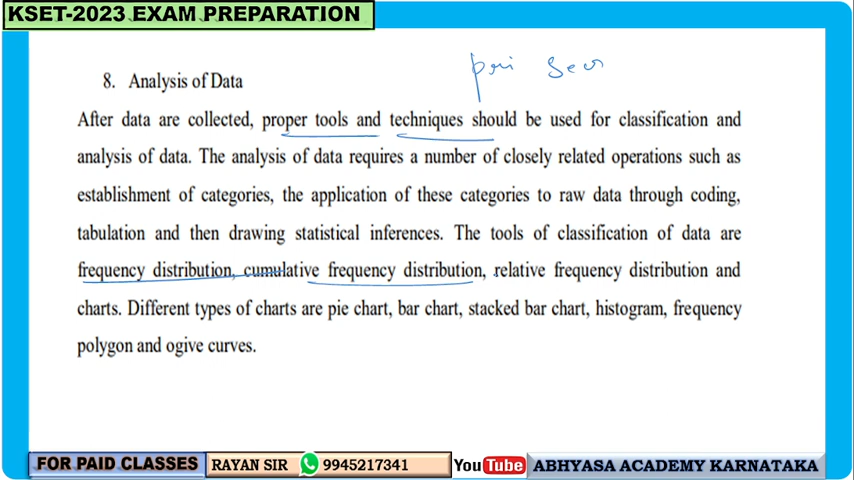 KSET-2023 EXAM PREPARATION
pri Sec
8. Analysis of Data
After data are collected, proper tools and techniques should be used for classification and
analysis of data. The analysis of data requires a number of closely related operations such as
establishment of categories, the application of these categories to raw data through coding,
tabulation and then drawing statistical inferences. The tools of classification of data are
frequency distribution, cumulative frequency distribution, relative frequency distribution and
charts. Different types of charts are pie chart, bar chart, stacked bar chart, histogram, frequency
polygon and ogive curves.
FOR PAID CLASSES RAYAN SIR 9945217341 YouTube ABHYASA ACADEMY KARNATAKA